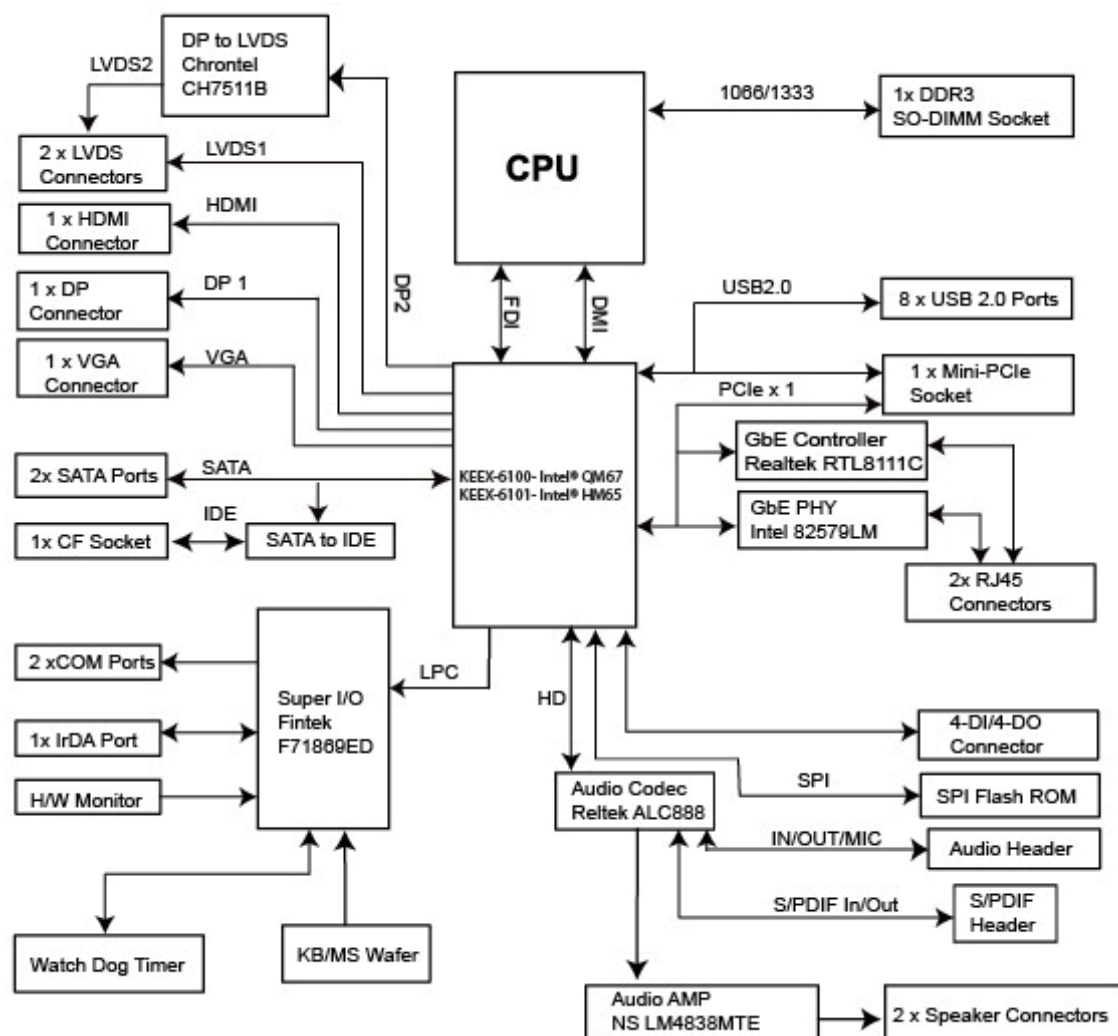 DP to LVDS
Chrontel
CH7511B
LVDS2
2 x LVDS
Connectors
LVDS1
1 x HDMI
Connector
HDMI
1 x DP
Connector
DP 1
1 x VGA
Connector
VGA
DP2
CPU
1066/1333
1x DDR3
SO-DIMM Socket
FDI
DMI
USB2.0
8 x USB 2.0 Ports
1 x Mini-PCIe
Socket
PCIe x 1
GbE Controller
Realtek RTL8111C
GbE PHY
Intel 82579LM
2x RJ45
Connectors
KEEX-6100- Intel® QM67
KEEX-6101- Intel® HM65
2x SATA Ports
SATA
IDE
1x CF Socket
SATA to IDE
2 xCOM Ports
1x IrDA Port
H/W Monitor
Super I/O
Fintek
F71869ED
LPC
Watch Dog Timer
KB/MS Wafer
HD
4-DI/4-DO
Connector
SPI
SPI Flash ROM
Audio Codec
Reltek ALC888
IN/OUT/MIC
Audio Header
S/PDIF In/Out
S/PDIF
Header
Audio AMP
NS LM4838MTE
2 x Speaker Connectors